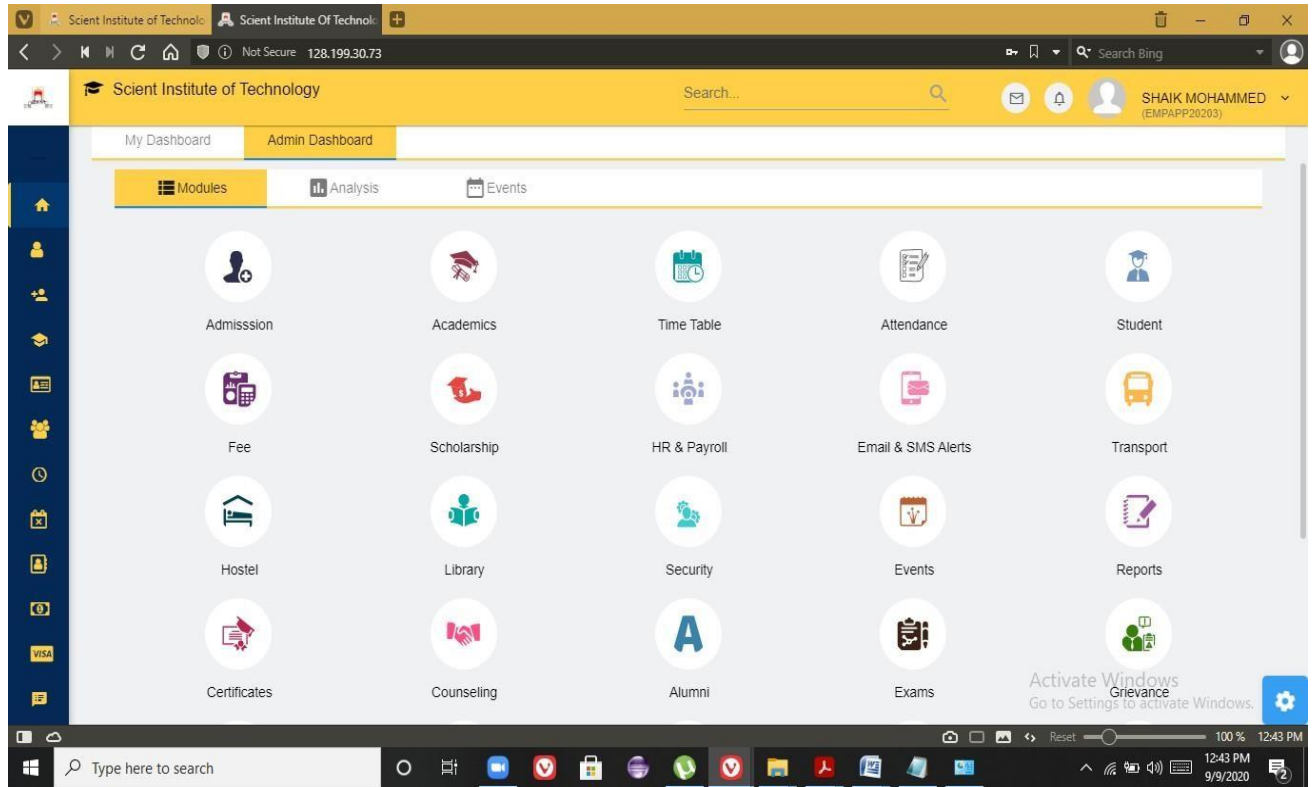 Scient Institute of Technolo
Scient Institute Of Technolo
Not Secure 128.199.30.73
Search Bing
Scient Institute of Technology
Search...
SHAIK MOHAMMED
(EMPAPP20203)
My Dashboard Admin Dashboard
Modules Analysis Events
Admisssion Academics Time Table Attendance Student
Fee Scholarship HR & Payroll Email & SMS Alerts Transport
Hostel Library Security Events Reports
VISA
Certificates Counseling Alumni Exams Grievance
Activate Windows
Go to Settings to activate Windows.
Reset 100 % 12:43 PM
Type here to search
12:43 PM
9/9/2020
2